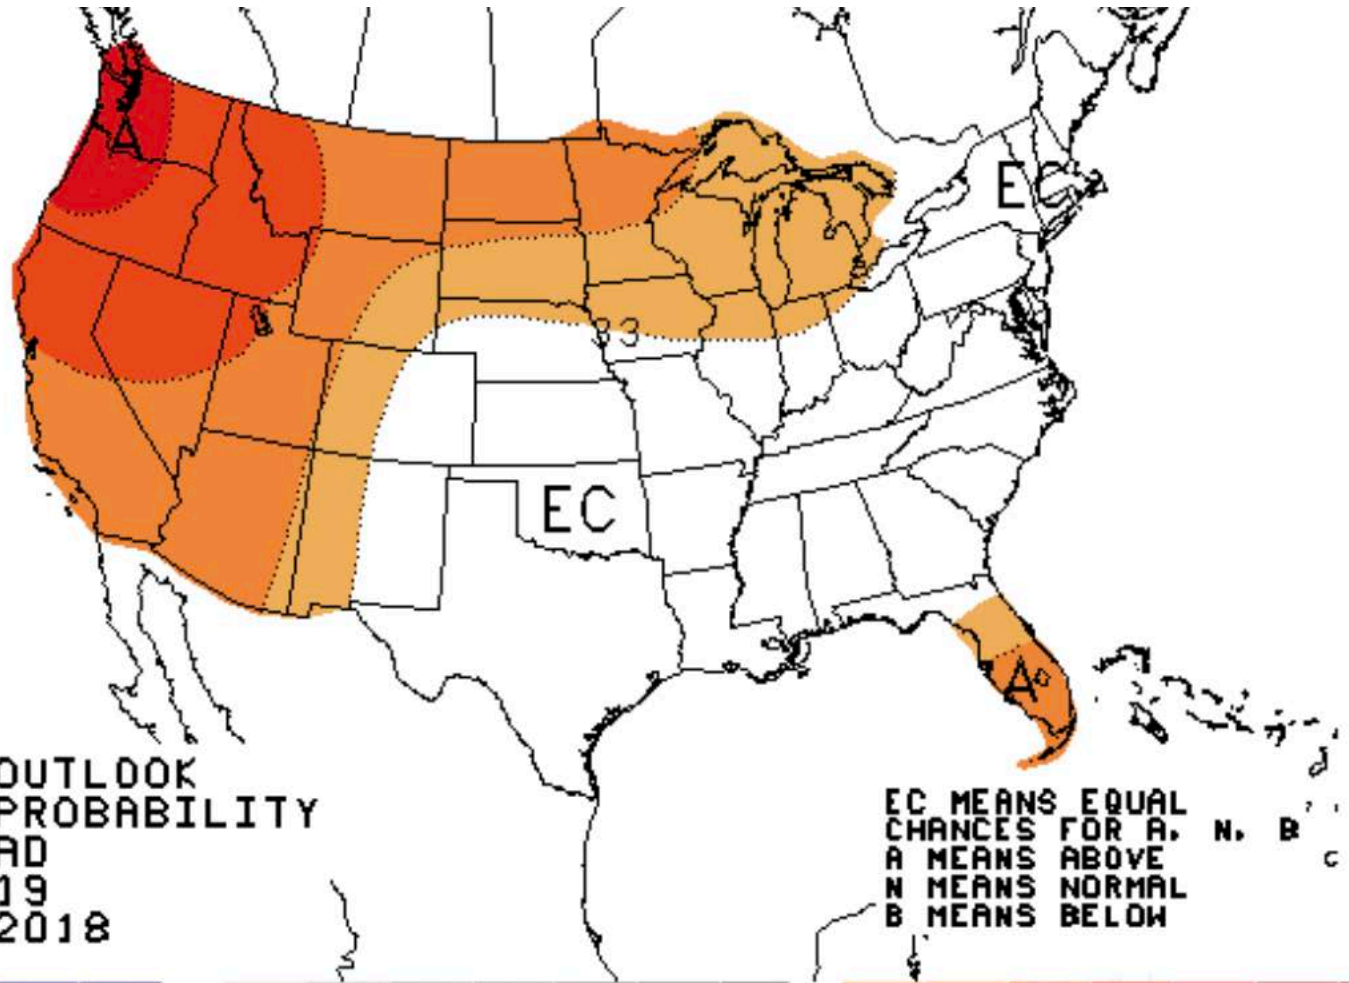 A
EC
33
EC
A
OUTLOOK
PROBABILITY
AD
19
2018
EC MEANS EQUAL
CHANCES FOR A, N, B
A MEANS ABOVE
N MEANS NORMAL
B MEANS BELOW